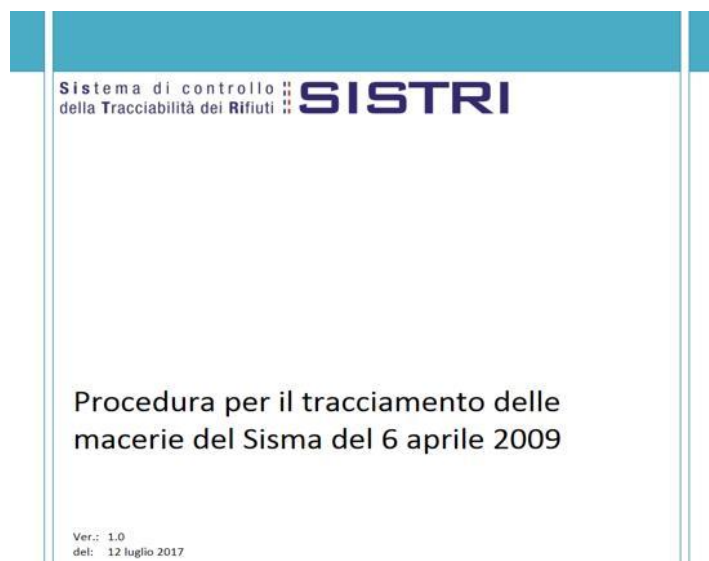 Sistema di controllo
della Tracciabilità dei Rifiuti
SISTRI
Procedura per il tracciamento delle
macerie del Sisma del 6 aprile 2009
Ver.: 1.0
del: 12 luglio 2017